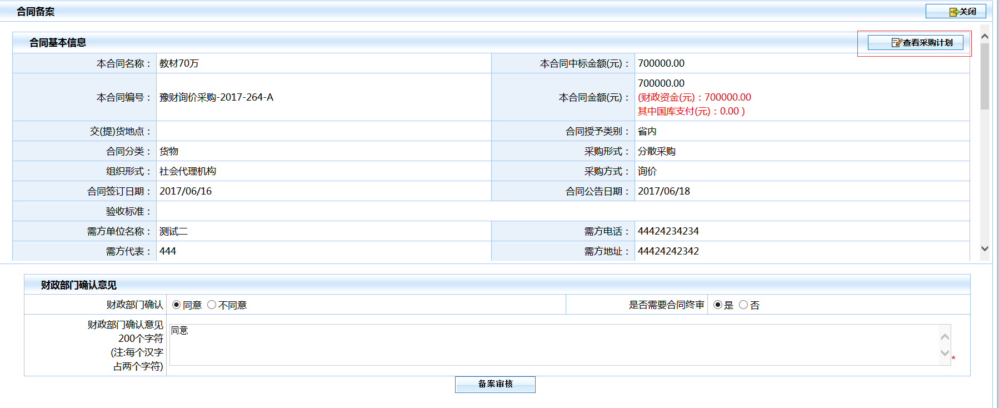 合同备案
关闭
合同基本信息
查看采购计划
本合同名称： 教材70万 本合同中标金额(元)： 700000.00
本合同编号： 豫财询价采购-2017-264-A 本合同金额(元)： 700000.00
(财政资金(元)：700000.00
其中国库支付(元)：0.00 )
交(提)货地点： 合同授予类别： 省内
合同分类： 货物 采购形式： 分散采购
组织形式： 社会代理机构 采购方式： 询价
合同签订日期： 2017/06/16 合同公告日期： 2017/06/18
验收标准：
需方单位名称： 测试二 需方电话： 44424234234
需方代表： 444 需方地址： 44424242342
财政部门确认意见
财政部门确认 同意 不同意 是否需要合同终审 是 否
财政部门确认意见
200个字符
(注:每个汉字
占两个字符)
同意
*
备案审核